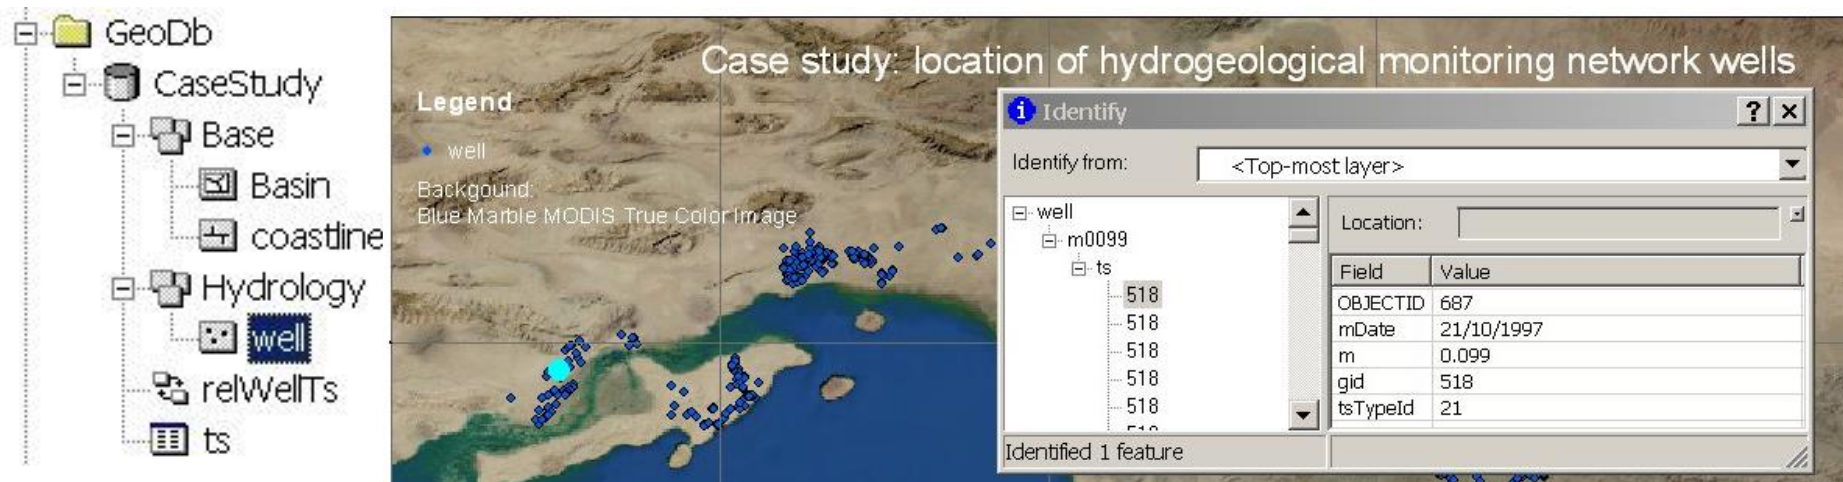 GeoDb
CaseStudy
Base
Basin
coastline
Hydrology
well
relWellTs
ts
Case study: location of hydrogeological monitoring network wells
Legend
well
Backgound:
Blue Marble MODIS True Color Image
Identify
Identify from: <Top-most layer>
well
m0099
ts
518
518
518
518
518
Location:
Field Value
OBJECTID 687
mDate 21/10/1997
m 0.099
gid 518
tsTypeId 21
Identified 1 feature